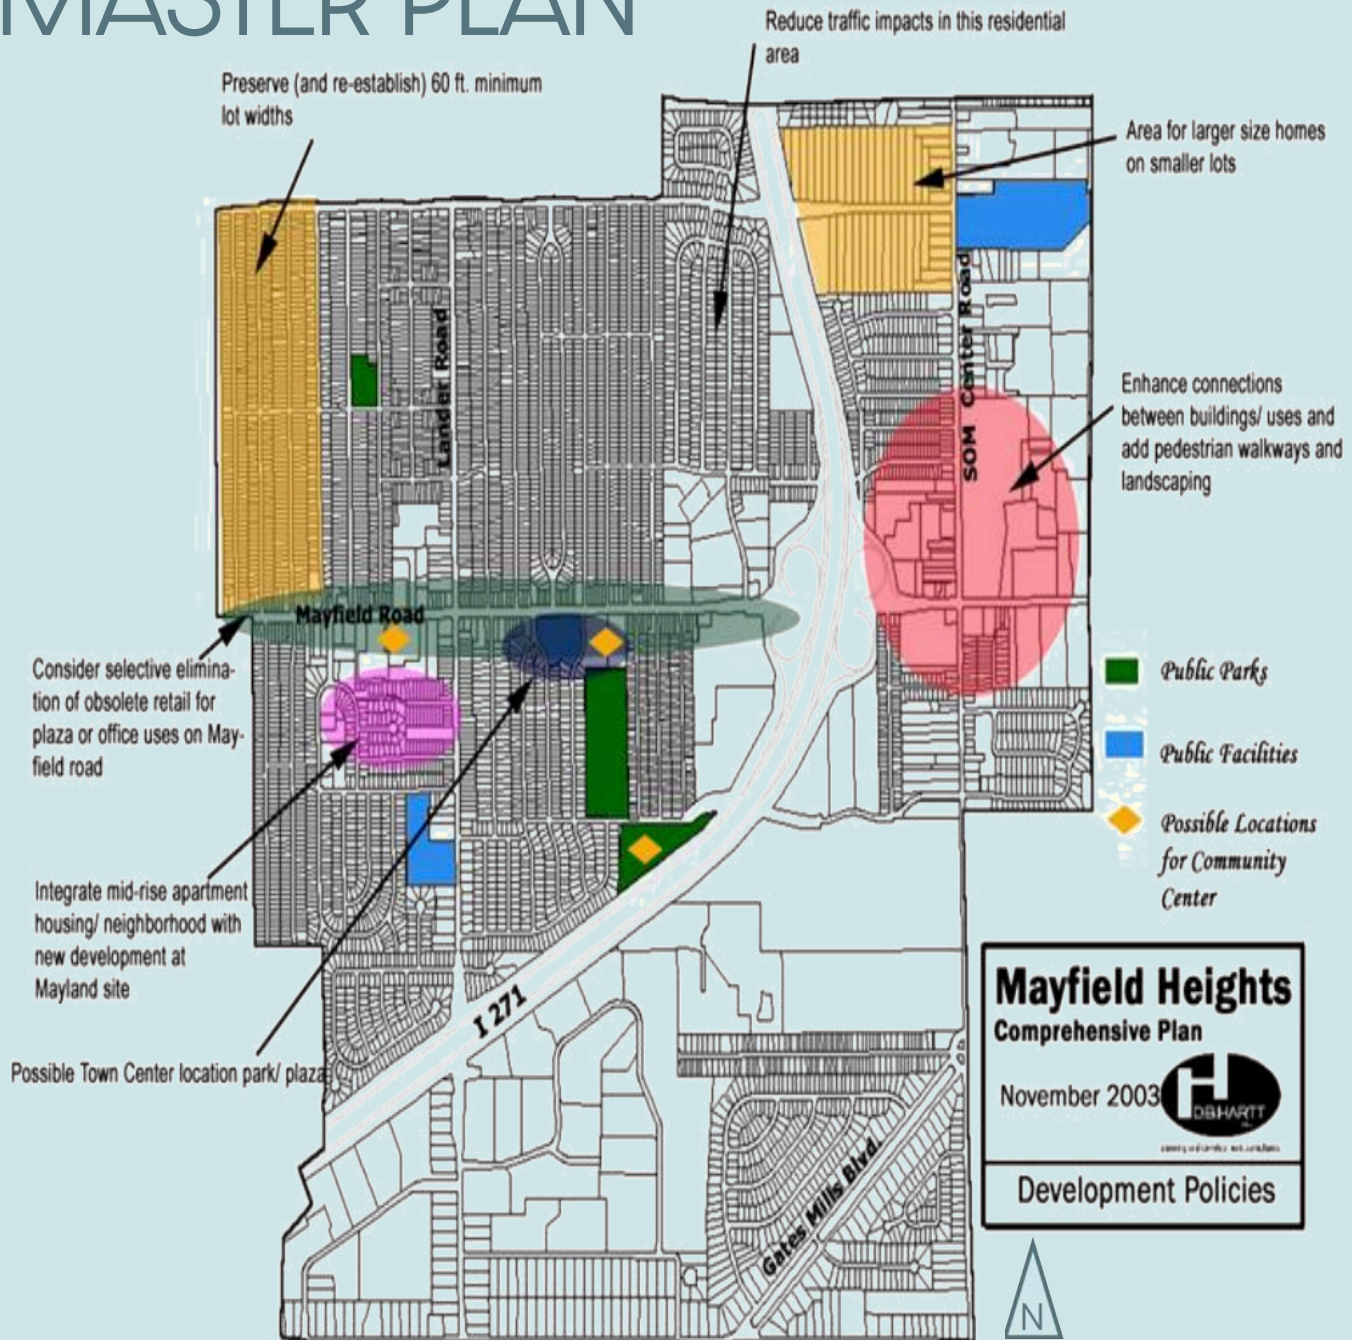 MASTER PLAN
Reduce traffic impacts in this residential
area
Preserve (and re-establish) 60 ft. minimum
lot widths
Area for larger size homes
on smaller lots
Enhance connections
between buildings/ uses and
add pedestrian walkways and
landscaping
Lander Road
SOM Center Road
Mayfield Road
Consider selective elimina-
tion of obsolete retail for
plaza or office uses on May-
field road
Integrate mid-rise apartment
housing/ neighborhood with
new development at
Mayland site
Possible Town Center location park/ plaza
I 271
Gates Mills Blvd.
Public Parks
Public Facilities
Possible Locations
for Community
Center
Mayfield Heights
Comprehensive Plan
November 2003
D.B.HARTT
Development Policies
N